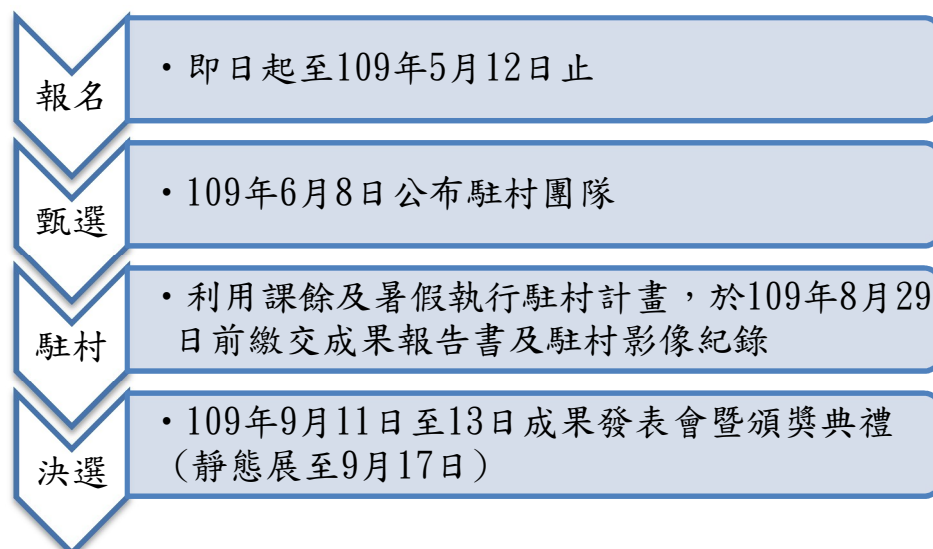 報名
・即日起至109年5月12日止
甄選
・109年6月8日公布駐村團隊
駐村
・利用課餘及暑假執行駐村計畫，於109年8月29
日前繳交成果報告書及駐村影像紀錄
決選
・109年9月11日至13日成果發表會暨頒獎典禮
(靜態展至9月17日)